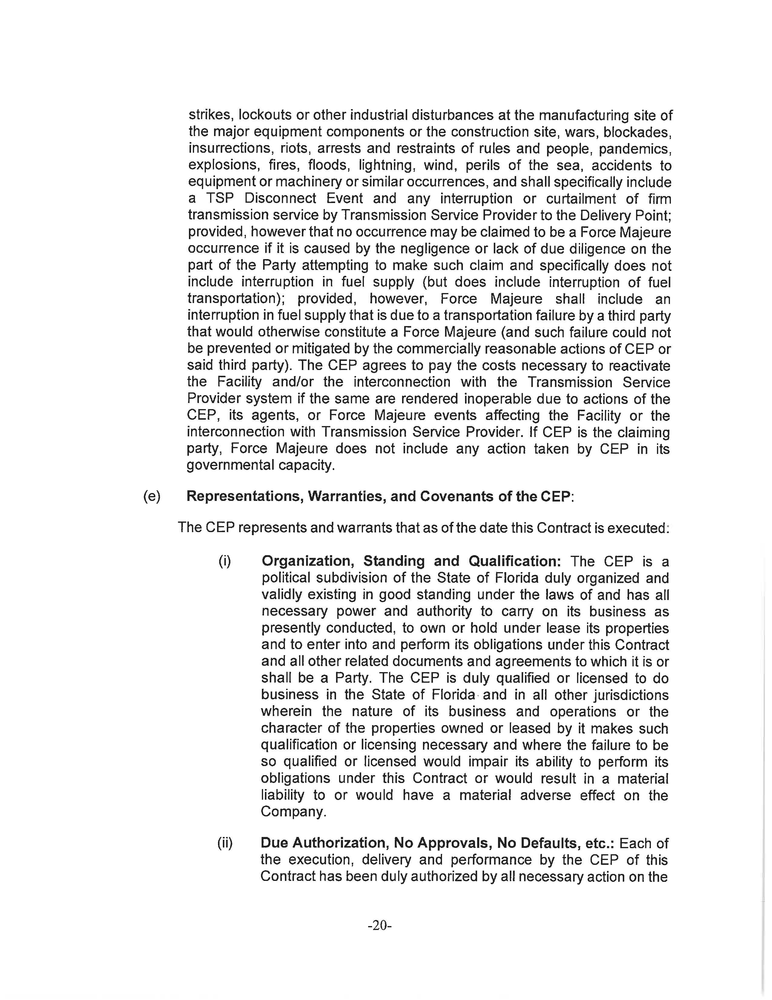 strikes, lockouts or other industrial disturbances at the manufacturing site of
the major equipment components or the construction site, wars, blockades,
insurrections, riots, arrests and restraints of rules and people, pandemics,
explosions, fires, floods, lightning, wind, perils of the sea, accidents to
equipment or machinery or similar occurrences, and shall specifically include
a TSP Disconnect Event and any interruption or curtailment of firm
transmission service by Transmission Service Provider to the Delivery Point;
provided, however that no occurrence may be claimed to be a Force Majeure
occurrence if it is caused by the negligence or lack of due diligence on the
part of the Party attempting to make such claim and specifically does not
include interruption in fuel supply (but does include interruption of fuel
transportation); provided, however, Force Majeure shall include an
interruption in fuel supply that is due to a transportation failure by a third party
that would otherwise constitute a Force Majeure (and such failure could not
be prevented or mitigated by the commercially reasonable actions of CEP or
said third party). The CEP agrees to pay the costs necessary to reactivate
the Facility and/or the interconnection with the Transmission Service
Provider system if the same are rendered inoperable due to actions of the
CEP, its agents, or Force Majeure events affecting the Facility or the
interconnection with Transmission Service Provider. If CEP is the claiming
party, Force Majeure does not include any action taken by CEP in its
governmental capacity.
(e) Representations, Warranties, and Covenants of the CEP:
The CEP represents and warrants that as of the date this Contract is executed:
(i) Organization, Standing and Qualification: The CEP is a
political subdivision of the State of Florida duly organized and
validly existing in good standing under the laws of and has all
necessary power and authority to carry on its business as
presently conducted, to own or hold under lease its properties
and to enter into and perform its obligations under this Contract
and all other related documents and agreements to which it is or
shall be a Party. The CEP is duly qualified or licensed to do
business in the State of Florida and in all other jurisdictions
wherein the nature of its business and operations or the
character of the properties owned or leased by it makes such
qualification or licensing necessary and where the failure to be
so qualified or licensed would impair its ability to perform its
obligations under this Contract or would result in a material
liability to or would have a material adverse effect on the
Company.
(ii) Due Authorization, No Approvals, No Defaults, etc.: Each of
the execution, delivery and performance by the CEP of this
Contract has been duly authorized by all necessary action on the
-20-